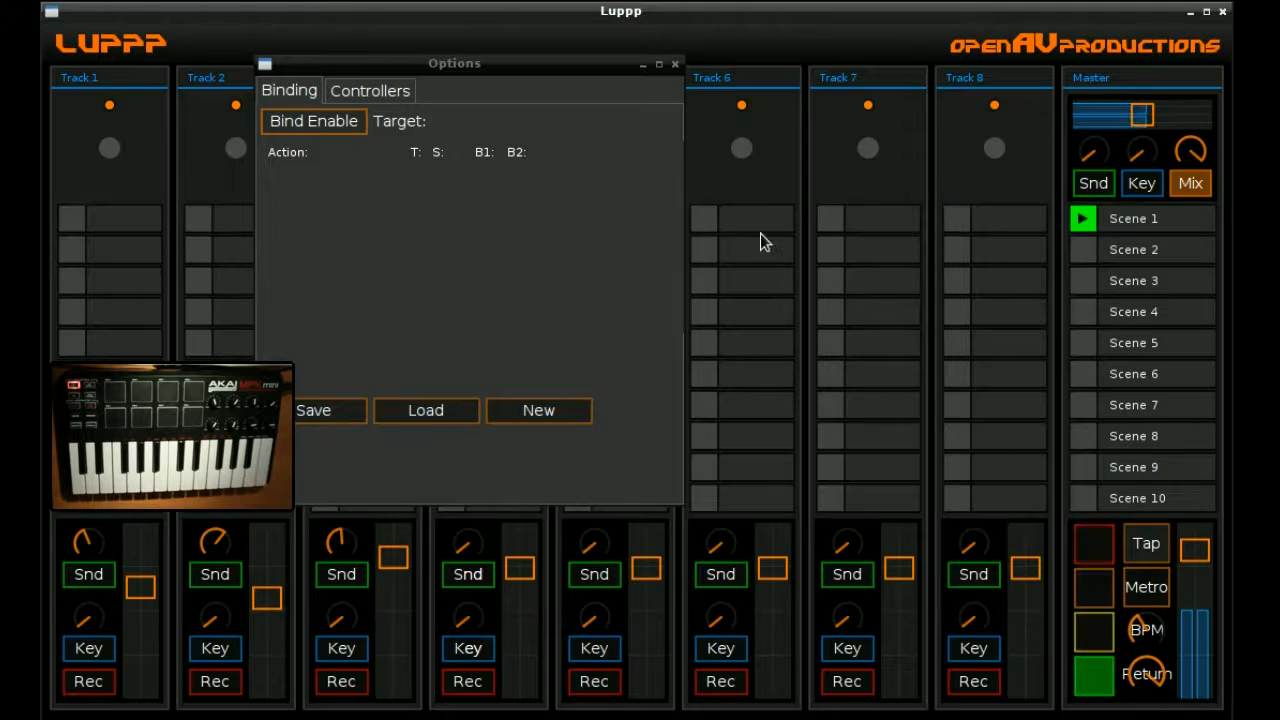 Luppp
LUPPP
openAVproductions
Options
Track 1
Track 2
Track 6
Track 7
Track 8
Master
Binding
Controllers
Bind Enable
Target:
Action:
T:
S:
B1:
B2:
Snd
Key
Mix
Scene 1
Scene 2
Scene 3
Scene 4
Scene 5
Scene 6
Scene 7
Scene 8
Scene 9
Scene 10
Save
Load
New
AKAI
MPK mini
Snd
Snd
Snd
Snd
Snd
Snd
Snd
Snd
Key
Key
Key
Key
Key
Key
Key
Key
Rec
Rec
Rec
Rec
Rec
Rec
Rec
Rec
Tap
Metro
BPM
Return